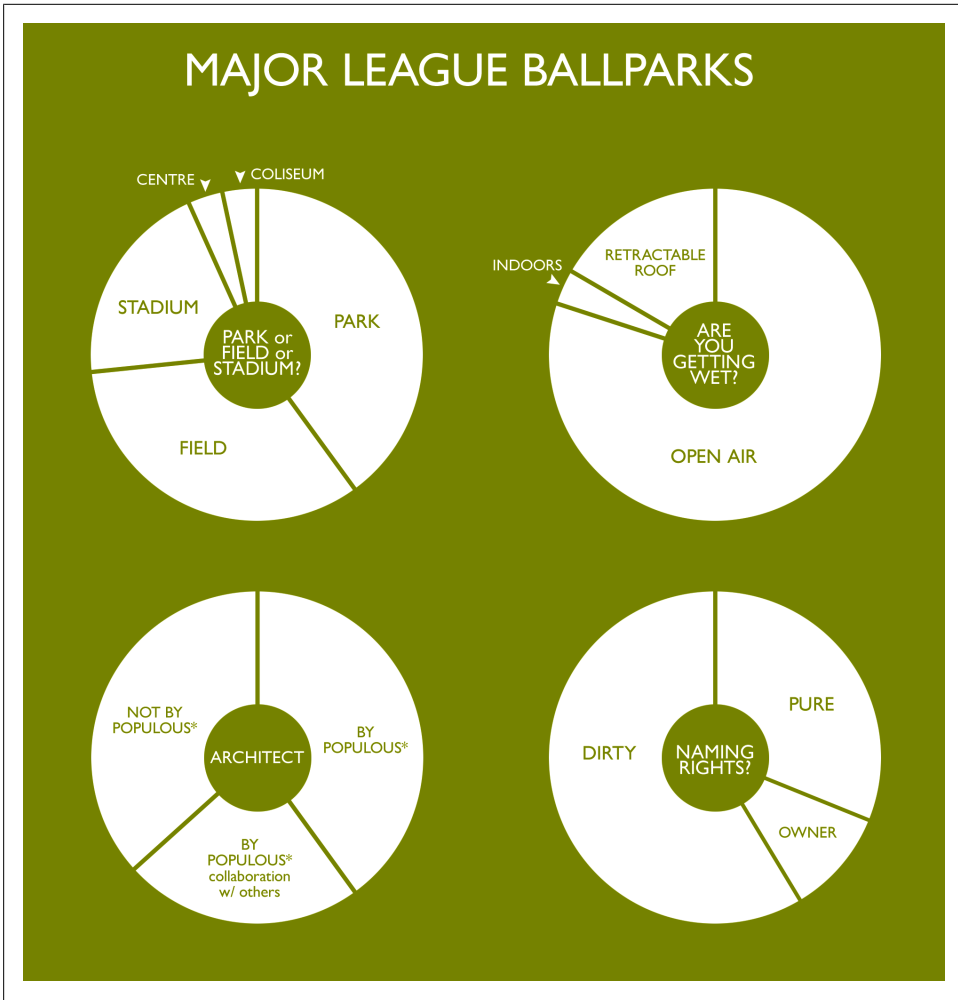 MAJOR LEAGUE BALLPARKS
CENTRE
COLISEUM
STADIUM
PARK
PARK or
FIELD or
STADIUM?
FIELD
INDOORS
RETRACTABLE
ROOF
ARE
YOU
GETTING
WET?
OPEN AIR
NOT BY
POPULOUS*
ARCHITECT
BY
POPULOUS*
BY
POPULOUS*
collaboration
w/ others
DIRTY
NAMING
RIGHTS?
PURE
OWNER